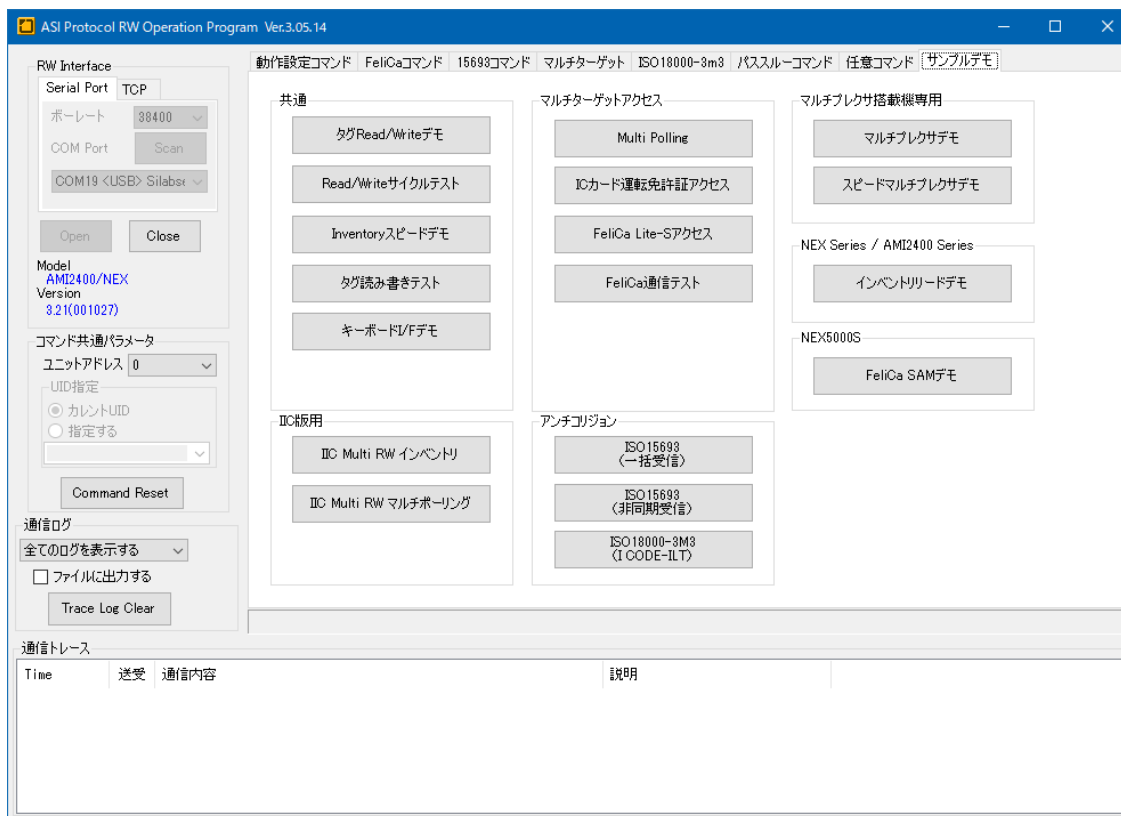 ASI Protocol RW Operation Program Ver.3.05.14
RW Interface
Serial Port TCP
ボーレート 38400
COM Port Scan
COM19 <USB> Silabse
Open Close
Model
AMI2400/NEX
Version
3.21(001027)
コマンド共通パラメータ
ユニットアドレス 0
UID指定
カレントUID
指定する
Command Reset
通信ログ
全てのログを表示する
ファイルに出力する
Trace Log Clear
動作設定コマンド FeliCaコマンド 15693コマンド マルチターゲット ISO18000-3m3 パススルーコマンド 任意コマンド サンプルデモ
共通
タグRead/Writeデモ
Read/Writeサイクルテスト
Inventoryスピードデモ
タグ読み書きテスト
キーボードI/Fデモ
IIC版用
IIC Multi RW インベントリ
IIC Multi RW マルチポーリング
マルチターゲットアクセス
Multi Polling
ICカード運転免許証アクセス
FeliCa Lite-Sアクセス
FeliCa通信テスト
アンチコリジョン
ISO15693
(一括受信)
ISO15693
(非同期受信)
ISO18000-3M3
(I CODE-ILT)
マルチプレクサ搭載機専用
マルチプレクサデモ
スピードマルチプレクサデモ
NEX Series / AMI2400 Series
インベントリリードデモ
NEX5000S
FeliCa SAMデモ
通信トレース
Time 送受 通信内容 説明